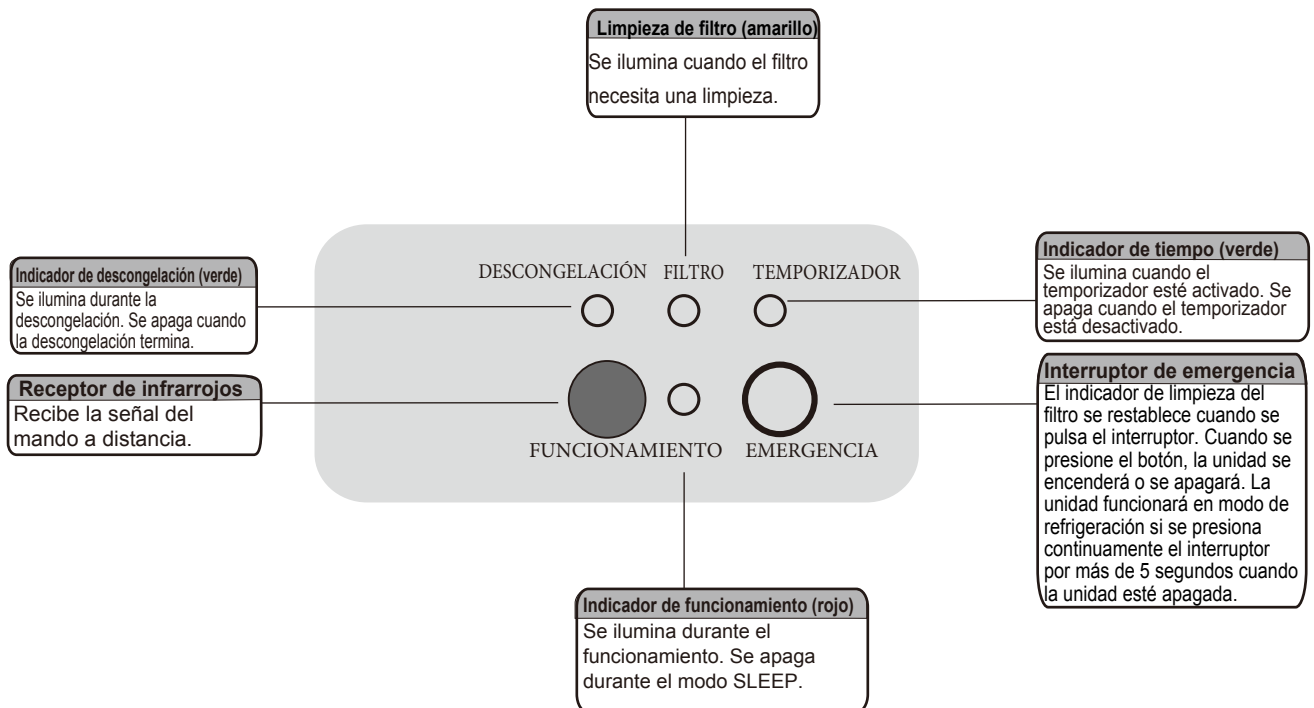 Limpieza de filtro (amarillo)
Se ilumina cuando el filtro
necesita una limpieza.
Indicador de descongelación (verde)
Se ilumina durante la
descongelación. Se apaga cuando
la descongelación termina.
Receptor de infrarrojos
Recibe la señal del
mando a distancia.
DESCONGELACIÓN FILTRO TEMPORIZADOR
FUNCIONAMIENTO EMERGENCIA
Indicador de tiempo (verde)
Se ilumina cuando el
temporizador esté activado. Se
apaga cuando el temporizador
está desactivado.
Interruptor de emergencia
El indicador de limpieza del
filtro se restablece cuando se
pulsa el interruptor. Cuando se
presione el botón, la unidad se
encenderá o se apagará. La
unidad funcionará en modo de
refrigeración si se presiona
continuamente el interruptor
por más de 5 segundos cuando
la unidad esté apagada.
Indicador de funcionamiento (rojo)
Se ilumina durante el
funcionamiento. Se apaga
durante el modo SLEEP.